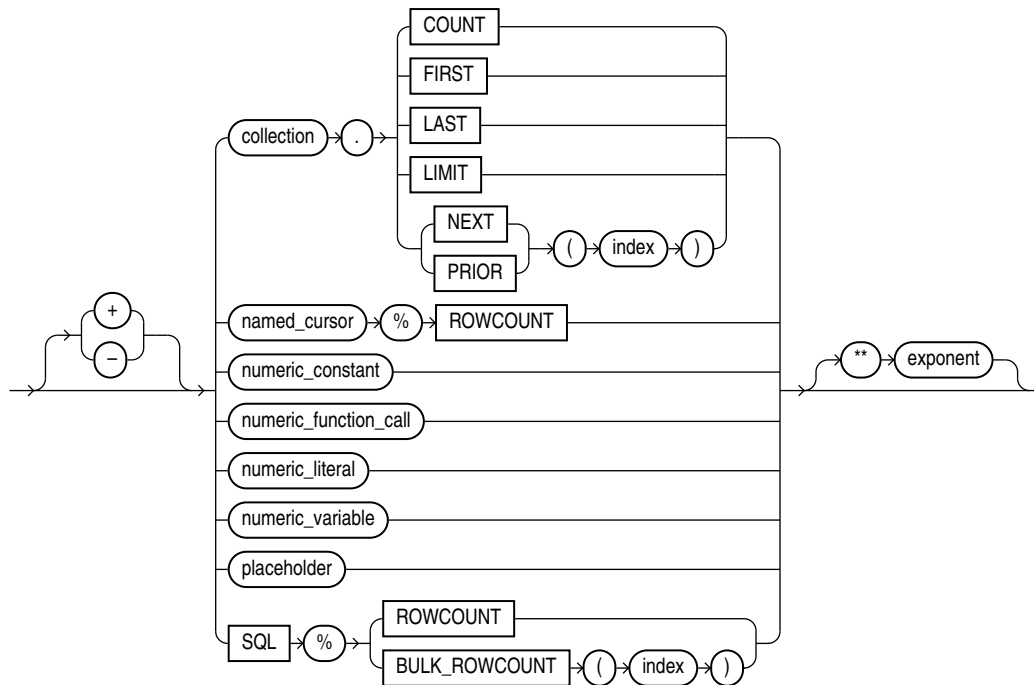 COUNT
FIRST
LAST
collection .
LIMIT
NEXT
PRIOR ( index )
+
−
named_cursor % ROWCOUNT
numeric_constant
** exponent
numeric_function_call
numeric_literal
numeric_variable
placeholder
SQL %
ROWCOUNT
BULK_ROWCOUNT ( index )